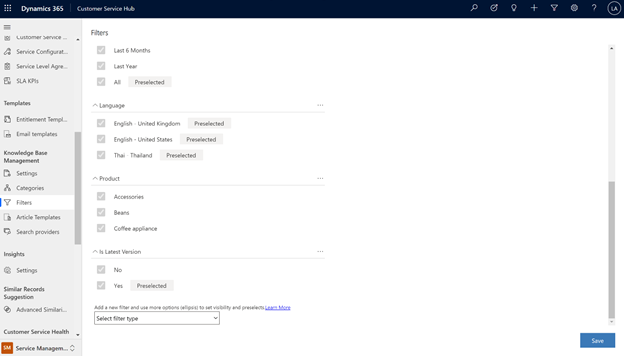 Dynamics 365 Customer Service Hub LA
Customer Service ...
Service Configurat...
Service Level Agre...
SLA KPIs
Templates
Entitlement Templ...
Email templates
Knowledge Base
Management
Settings
Categories
Filters
Article Templates
Search providers
Insights
Settings
Similar Records
Suggestion
Advanced Similari...
Customer Service Health
SM Service Managem...
Filters
Last 6 Months
Last Year
All Preselected
Language
English - United Kingdom Preselected
English - United States Preselected
Thai - Thailand Preselected
Product
Accessories
Beans
Coffee appliance
Is Latest Version
No
Yes Preselected
Add a new filter and use more options (ellipsis) to set visibility and preselects.Learn More
Select filter type
Save